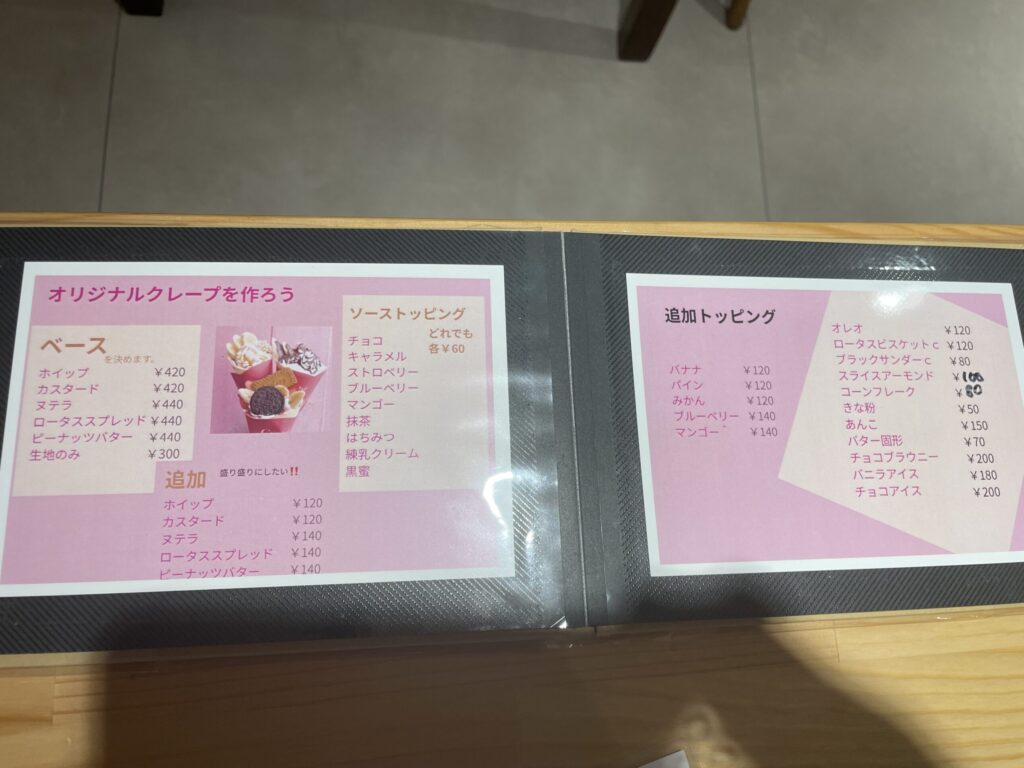 オリジナルクレープを作ろう
ベース
を決めます。
ホイップ ￥420
カスタード ￥420
ヌテラ ￥440
ロータススプレッド ￥440
ピーナッツバター ￥440
生地のみ ￥300
追加 盛り盛りにしたい‼
ホイップ ￥120
カスタード ￥120
ヌテラ ￥140
ロータススプレッド ￥140
ピーナッツバター ￥140
ソーストッピング
どれでも
各￥60
チョコ
キャラメル
ストロベリー
ブルーベリー
マンゴー
抹茶
はちみつ
練乳クリーム
黒蜜
追加トッピング
バナナ ￥120
パイン ￥120
みかん ￥120
ブルーベリー ￥140
マンゴー ￥140
オレオ ￥120
ロータスビスケットｃ ￥120
ブラックサンダーｃ ￥80
スライスアーモンド ￥100
コーンフレーク ￥80
きな粉 ￥50
あんこ ￥150
バター固形 ￥70
チョコブラウニー ￥200
バニラアイス ￥180
チョコアイス ￥200